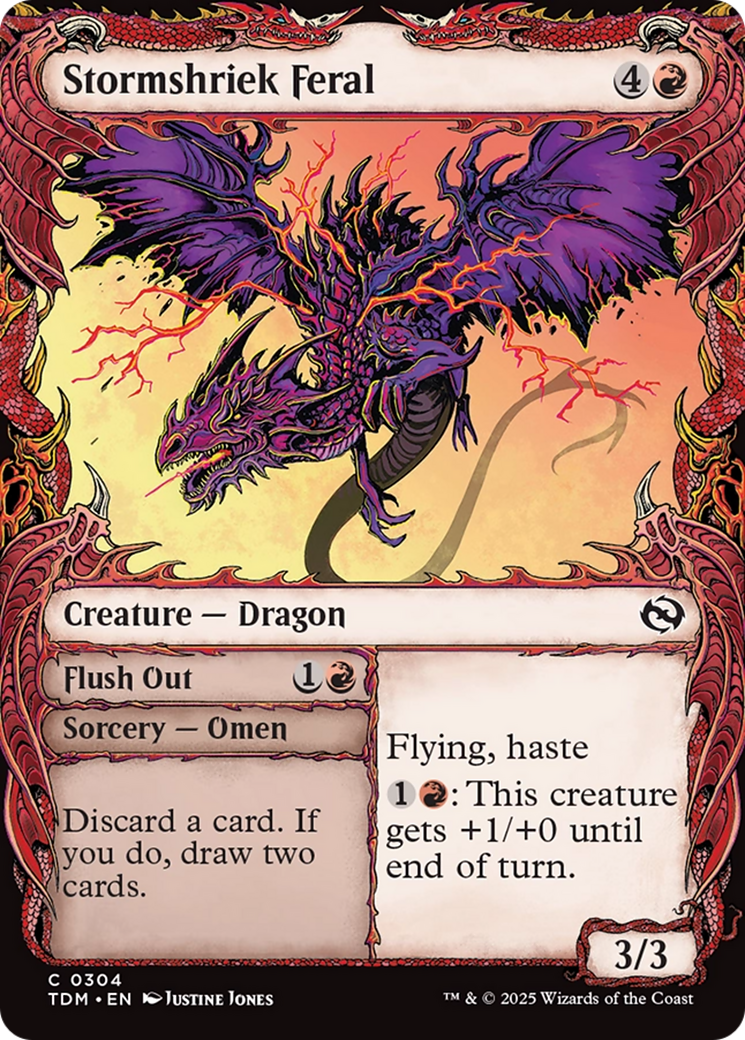 Stormshriek Feral 4
Creature — Dragon
Flush Out 1
Sorcery — Omen
Discard a card. If
you do, draw two
cards.
Flying, haste
1 : This creature
gets +1/+0 until
end of turn.
3/3
C 0304
TDM • EN Justine Jones
™ & © 2025 Wizards of the Coast